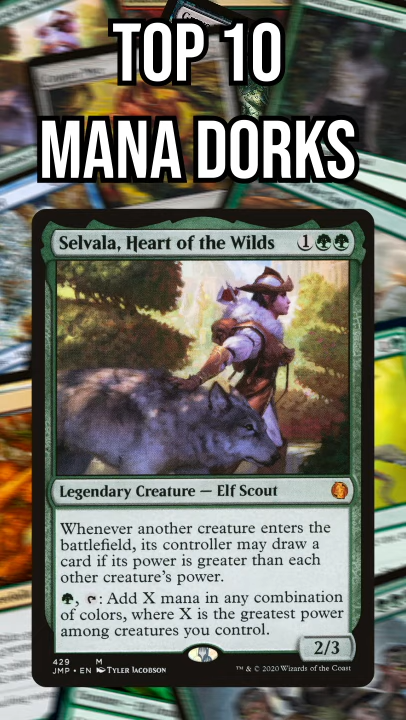 TOP 10
MANA DORKS
Selvala, Heart of the Wilds 1
Legendary Creature — Elf Scout
Whenever another creature enters the
battlefield, its controller may draw a
card if its power is greater than each
other creature's power.
, : Add X mana in any combination
of colors, where X is the greatest power
among creatures you control.
2/3
429 M
JMP • EN Tyler Jacobson
™ & © 2020 Wizards of the Coast